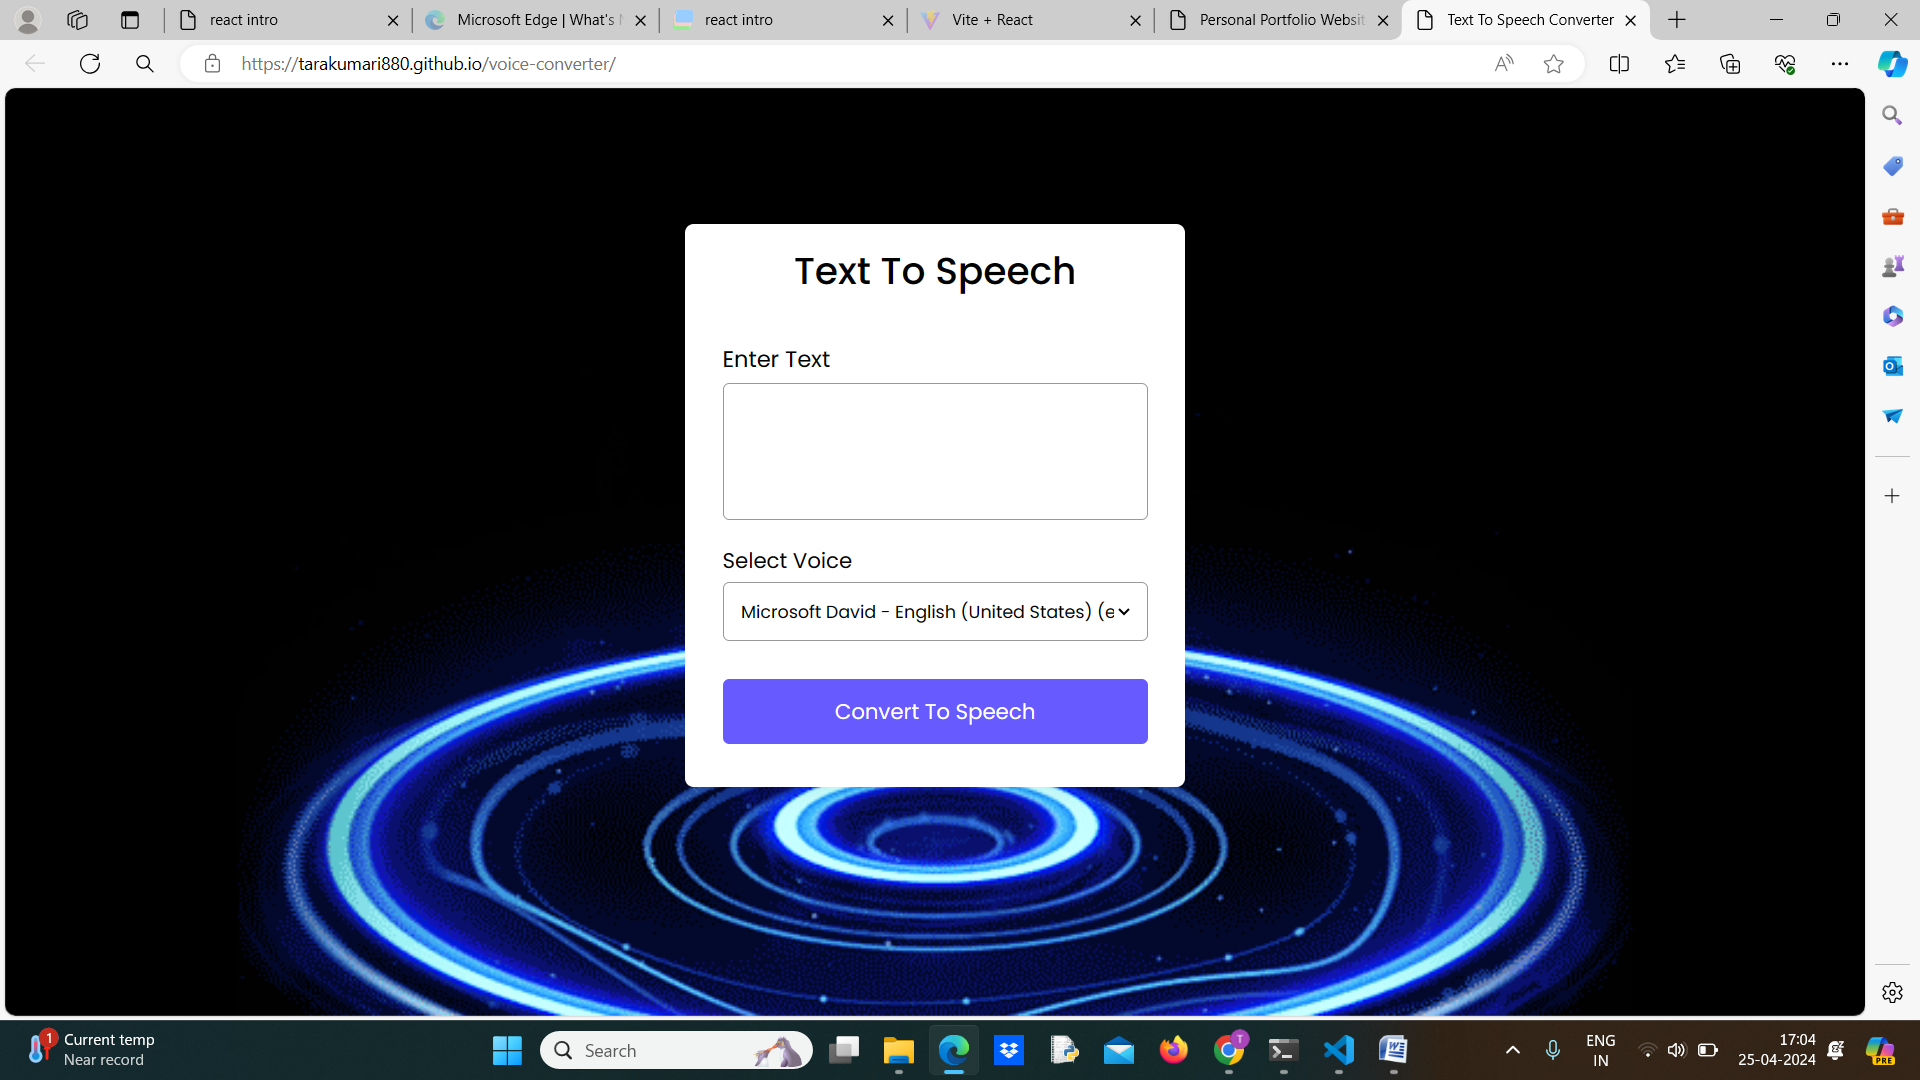 react intro
Microsoft Edge | What's
react intro
Vite + React
Personal Portfolio Websit
Text To Speech Converter
https://tarakumari880.github.io/voice-converter/
Text To Speech
Enter Text
Select Voice
Microsoft David - English (United States) (e
Convert To Speech
1
Current temp
Near record
Search
T
ENG
IN
17:04
25-04-2024
PRE